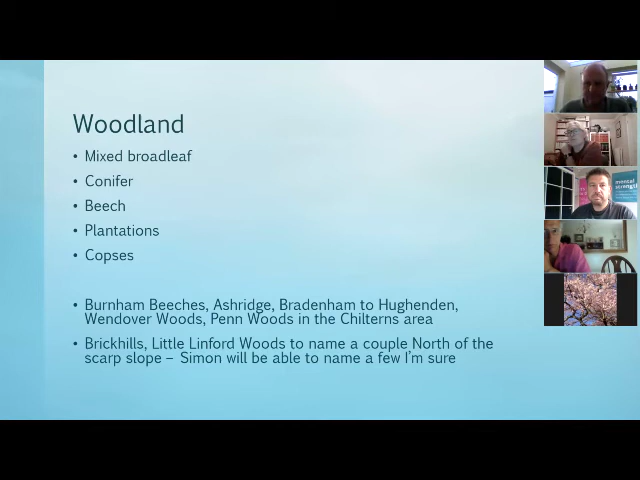 Woodland
• Mixed broadleaf
• Conifer
• Beech
• Plantations
• Copses
• Burnham Beeches, Ashridge, Bradenham to Hughenden,
Wendover Woods, Penn Woods in the Chilterns area
• Brickhills, Little Linford Woods to name a couple North of the
scarp slope – Simon will be able to name a few I'm sure
mental